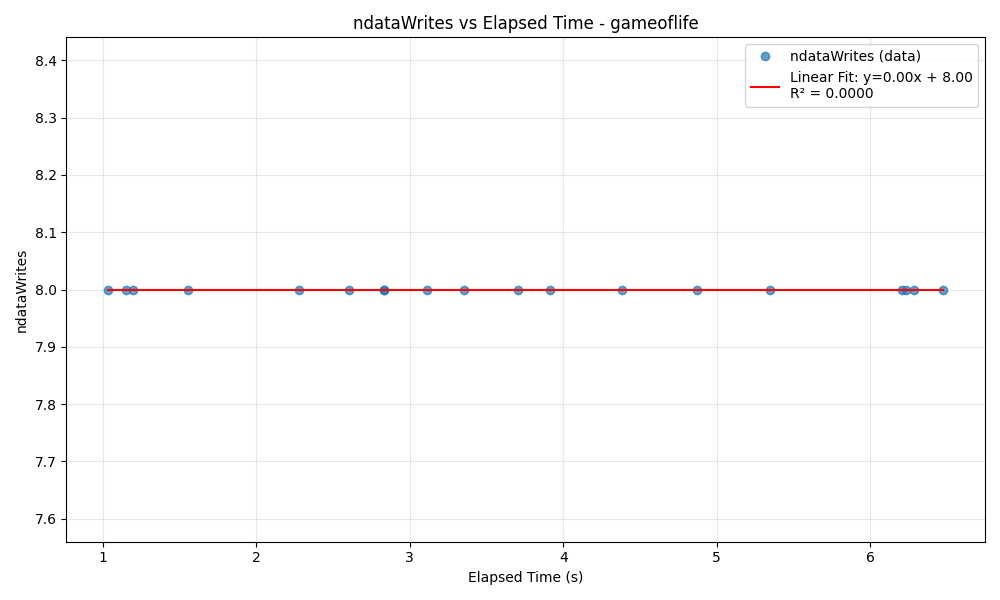 ndataWrites vs Elapsed Time - gameoflife
ndataWrites (data)
Linear Fit: y=0.00x + 8.00
R² = 0.0000
8.4
8.3
8.2
8.1
8.0
7.9
7.8
7.7
7.6
ndataWrites
1 2 3 4 5 6
Elapsed Time (s)